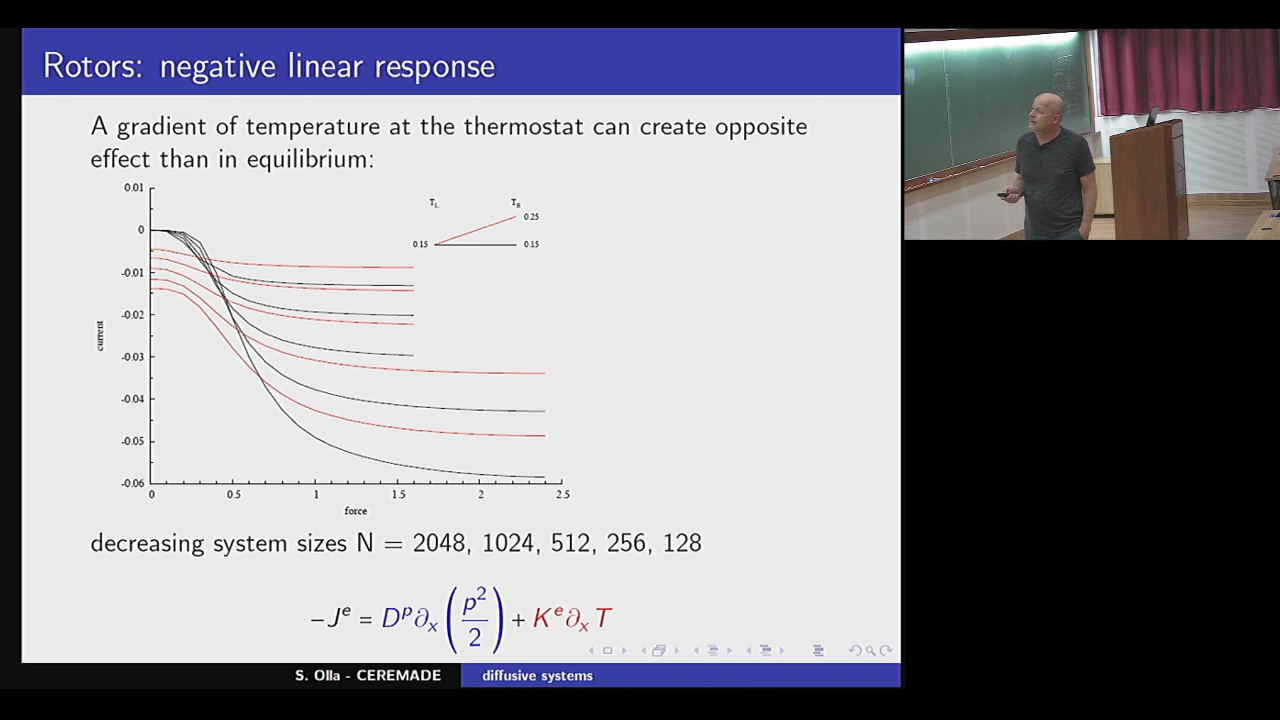 Rotors: negative linear response
A gradient of temperature at the thermostat can create opposite
effect than in equilibrium:
0.01
0
-0.01
-0.02
-0.03
-0.04
-0.05
-0.06
current
0
0.5
1
1.5
2
2.5
force
T_L
T_R
0.25
0.15
0.15
decreasing system sizes N = 2048, 1024, 512, 256, 128
−J^e = D^p ∂_x (p^2/2) + K^e ∂_x T
S. Olla - CEREMADE
diffusive systems